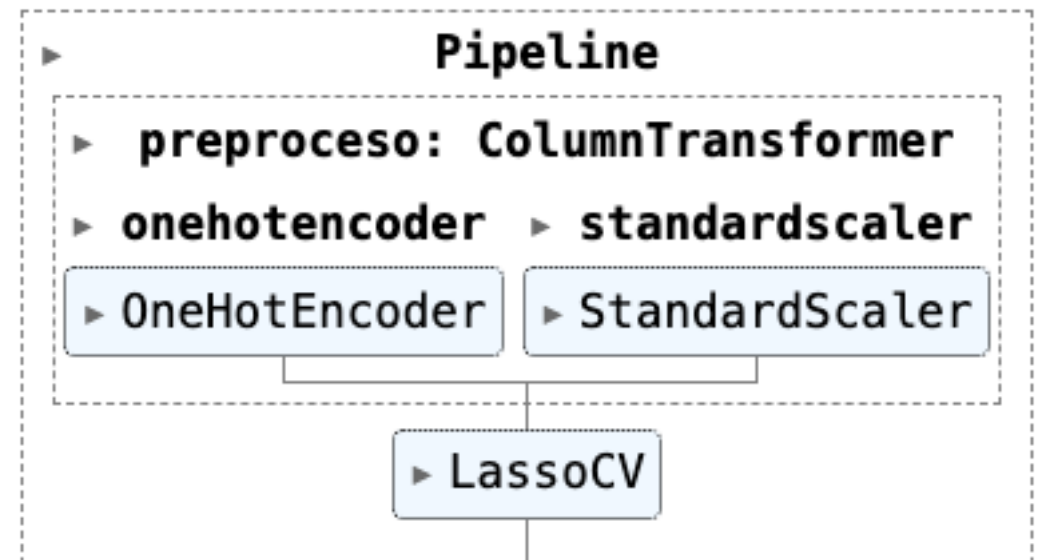 Pipeline
preproceso: ColumnTransformer
onehotencoder standardscaler
OneHotEncoder StandardScaler
LassoCV